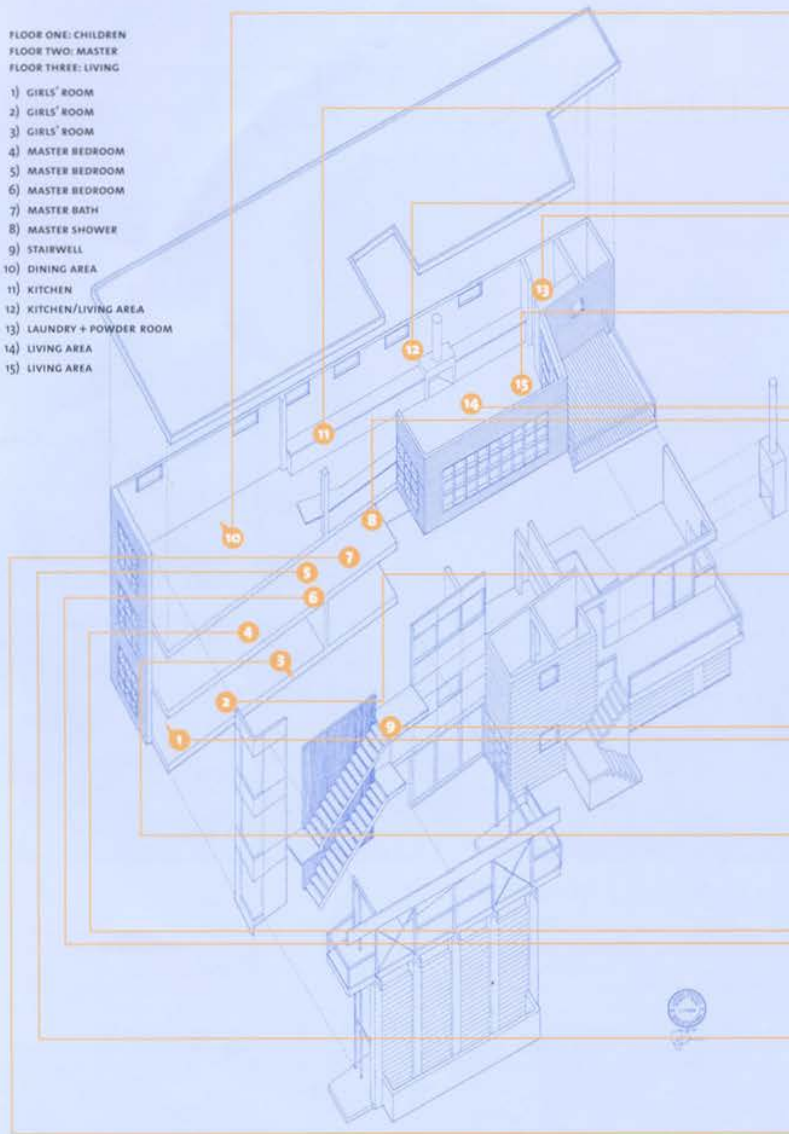 FLOOR ONE: CHILDREN
FLOOR TWO: MASTER
FLOOR THREE: LIVING
1) GIRLS' ROOM
2) GIRLS' ROOM
3) GIRLS' ROOM
4) MASTER BEDROOM
5) MASTER BEDROOM
6) MASTER BEDROOM
7) MASTER BATH
8) MASTER SHOWER
9) STAIRWELL
10) DINING AREA
11) KITCHEN
12) KITCHEN/LIVING AREA
13) LAUNDRY + POWDER ROOM
14) LIVING AREA
15) LIVING AREA
13
12
15
14
11
8
10
7
5
6
4
3
2
9
1